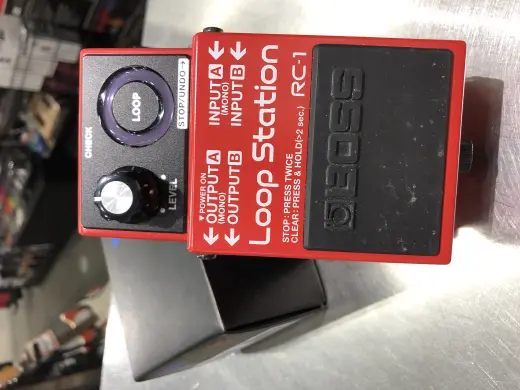 CHECK
LOOP
STOP/UNDO→
LEVEL
▼POWER ON
←OUTPUT A INPUT A←
(MONO) (MONO)
←OUTPUT B INPUT B←
Loop Station
STOP : PRESS TWICE RC-1
CLEAR : PRESS & HOLD(>2 sec.)
BOSS